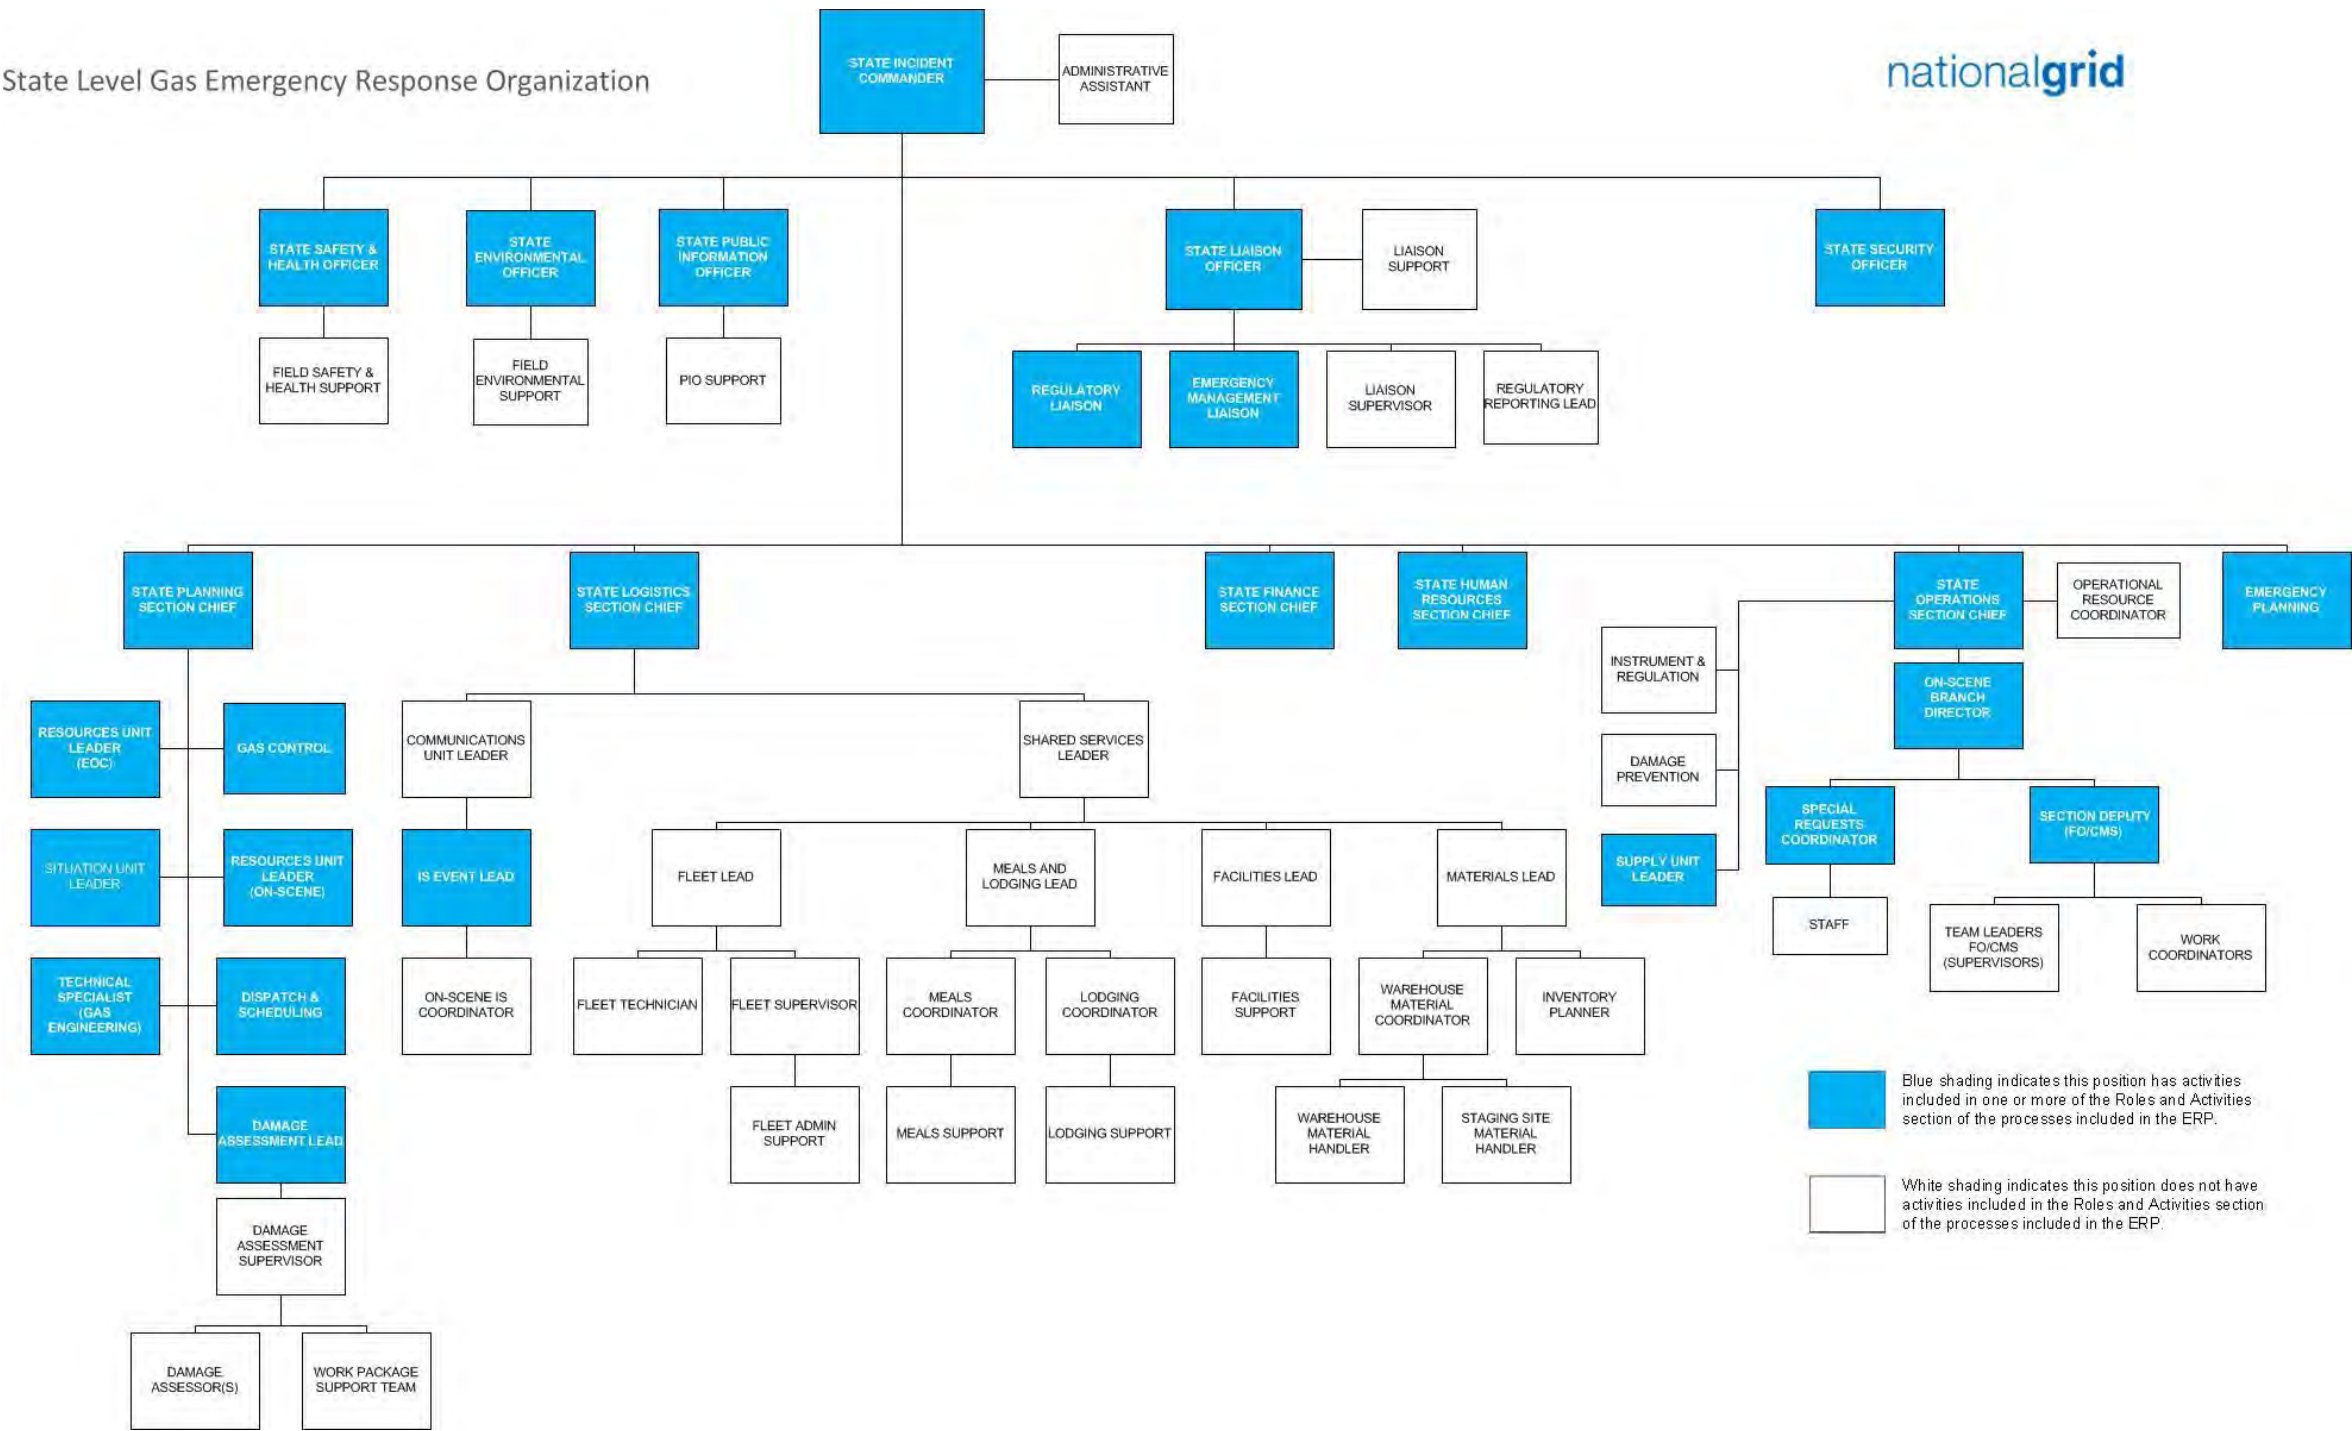 State Level Gas Emergency Response Organization
nationalgrid
STATE INCIDENT
COMMANDER
ADMINISTRATIVE
ASSISTANT
STATE SAFETY &
HEALTH OFFICER
STATE
ENVIRONMENTAL
OFFICER
STATE PUBLIC
INFORMATION
OFFICER
STATE LIAISON
OFFICER
LIAISON
SUPPORT
STATE SECURITY
OFFICER
FIELD SAFETY &
HEALTH SUPPORT
FIELD
ENVIRONMENTAL
SUPPORT
PIO SUPPORT
REGULATORY
LIAISON
EMERGENCY
MANAGEMENT
LIAISON
LIAISON
SUPERVISOR
REGULATORY
REPORTING LEAD
STATE PLANNING
SECTION CHIEF
STATE LOGISTICS
SECTION CHIEF
STATE FINANCE
SECTION CHIEF
STATE HUMAN
RESOURCES
SECTION CHIEF
STATE
OPERATIONS
SECTION CHIEF
OPERATIONAL
RESOURCE
COORDINATOR
EMERGENCY
PLANNING
INSTRUMENT &
REGULATION
ON-SCENE
BRANCH
DIRECTOR
RESOURCES UNIT
LEADER
(EOC)
GAS CONTROL
COMMUNICATIONS
UNIT LEADER
SHARED SERVICES
LEADER
DAMAGE
PREVENTION
SPECIAL
REQUESTS
COORDINATOR
SECTION DEPUTY
(FO/CMS)
SITUATION UNIT
LEADER
RESOURCES UNIT
LEADER
(ON-SCENE)
IS EVENT LEAD
FLEET LEAD
MEALS AND
LODGING LEAD
FACILITIES LEAD
MATERIALS LEAD
SUPPLY UNIT
LEADER
STAFF
TEAM LEADERS
FO/CMS
(SUPERVISORS)
WORK
COORDINATORS
TECHNICAL
SPECIALIST
(GAS
ENGINEERING)
DISPATCH &
SCHEDULING
ON-SCENE IS
COORDINATOR
FLEET TECHNICIAN
FLEET SUPERVISOR
MEALS
COORDINATOR
LODGING
COORDINATOR
FACILITIES
SUPPORT
WAREHOUSE
MATERIAL
COORDINATOR
INVENTORY
PLANNER
DAMAGE
ASSESSMENT LEAD
FLEET ADMIN
SUPPORT
MEALS SUPPORT
LODGING SUPPORT
WAREHOUSE
MATERIAL
HANDLER
STAGING SITE
MATERIAL
HANDLER
Blue shading indicates this position has activities
included in one or more of the Roles and Activities
section of the processes included in the ERP.
White shading indicates this position does not have
activities included in the Roles and Activities section
of the processes included in the ERP.
DAMAGE
ASSESSMENT
SUPERVISOR
DAMAGE
ASSESSOR(S)
WORK PACKAGE
SUPPORT TEAM